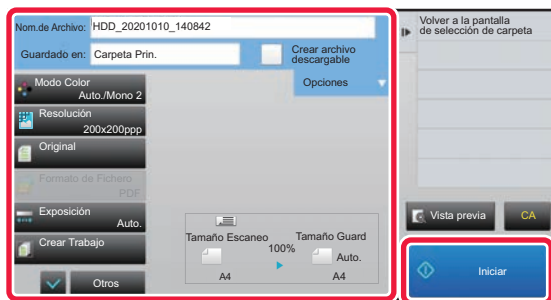 Nom.de Archivo: HDD_20201010_140842
Guardado en: Carpeta Prin.
Crear archivo
descargable
Opciones
Modo Color
Auto./Mono 2
Resolución
200x200ppp
Original
Formato de Fichero
PDF
Exposición
Auto.
Crear Trabajo
Otros
Tamaño Escaneo
100%
Tamaño Guard
Auto.
A4
A4
Volver a la pantalla
de selección de carpeta
Vista previa
CA
Iniciar